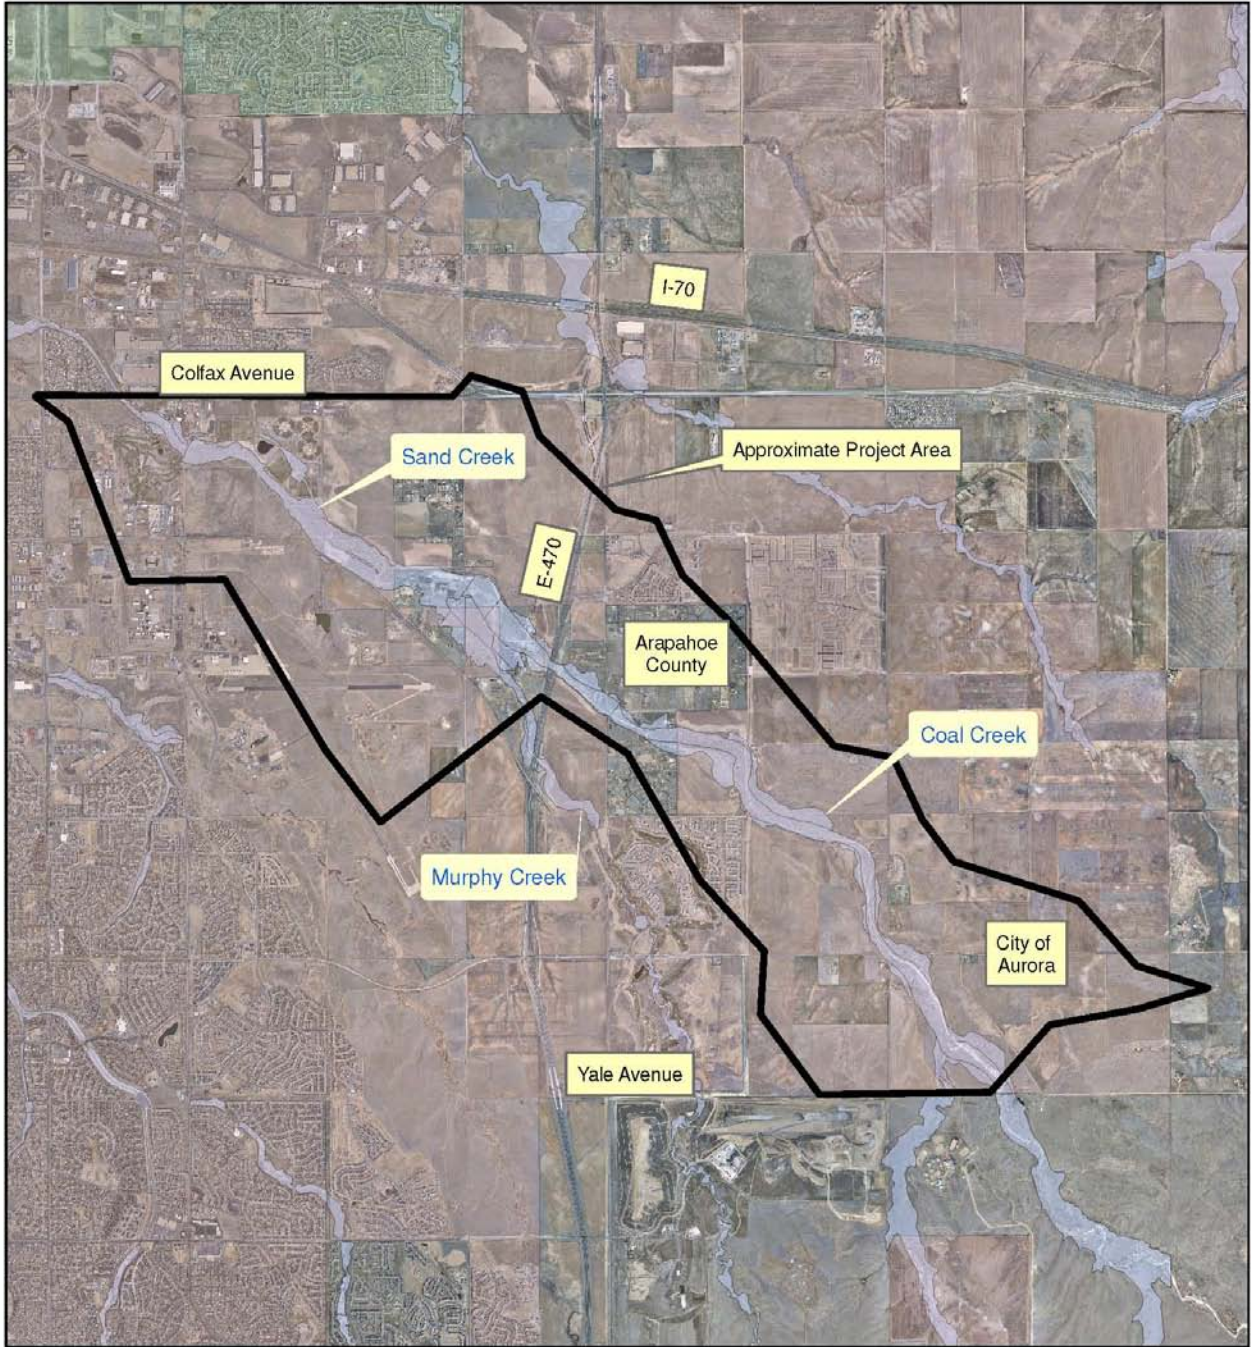 I-70
Colfax Avenue
Sand Creek
Approximate Project Area
E-470
Arapahoe
County
Coal Creek
Murphy Creek
City of
Aurora
Yale Avenue